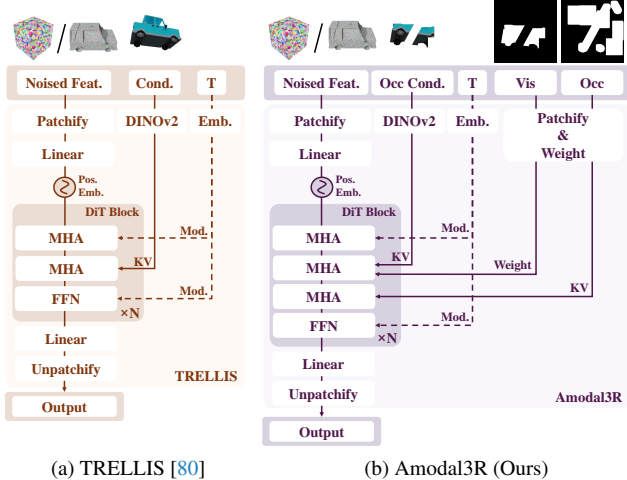 Noised Feat. Cond. T
Patchify DINOv2 Emb.
Linear
Pos.
Emb.
DiT Block
MHA Mod.
MHA KV
FFN Mod.
×N
Linear
Unpatchify
TRELLIS
Output
(a) TRELLIS [80]
Noised Feat. Occ Cond. T Vis Occ
Patchify DINOv2 Emb. Patchify
&
Weight
Linear
Pos.
Emb.
DiT Block
MHA Mod.
MHA KV Weight
MHA KV
FFN Mod.
×N
Linear
Unpatchify
Amodal3R
Output
(b) Amodal3R (Ours)